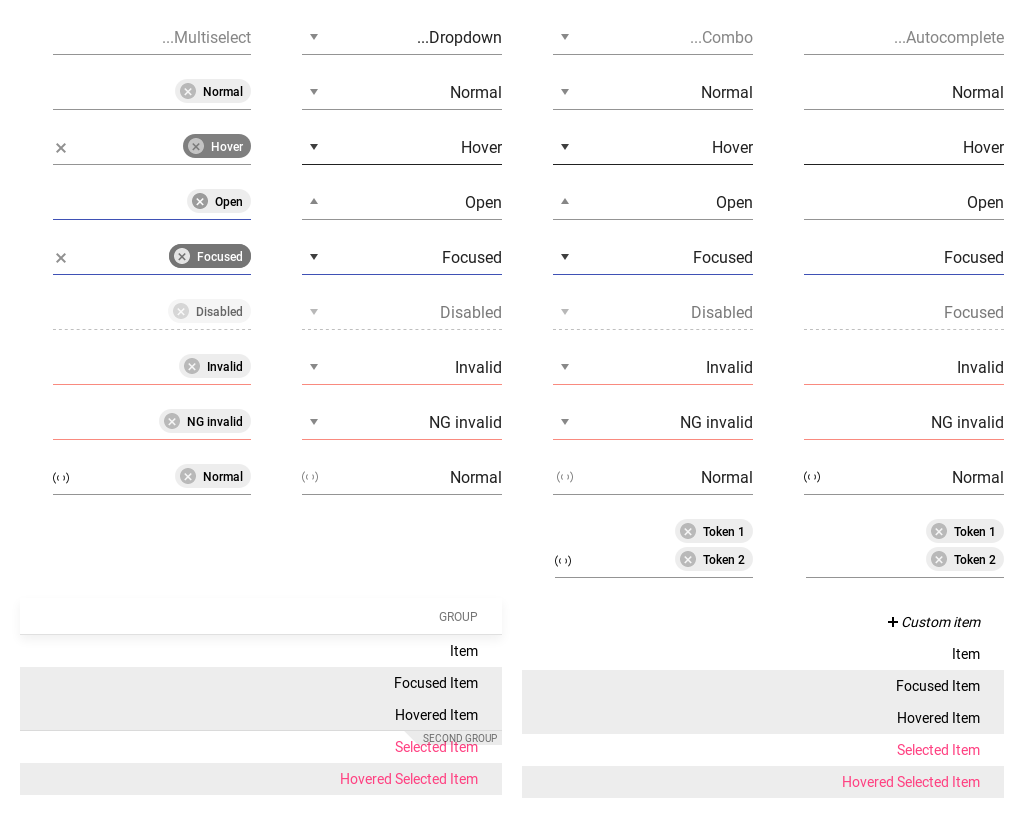 ...Multiselect ...Dropdown ...Combo ...Autocomplete
Normal Normal Normal Normal
Hover Hover Hover Hover
Open Open Open Open
Focused Focused Focused Focused
Disabled Disabled Disabled Focused
Invalid Invalid Invalid Invalid
NG invalid NG invalid NG invalid NG invalid
Normal Normal Normal Normal
Token 1 Token 1
Token 2 Token 2
GROUP
Item
Focused Item
Hovered Item
SECOND GROUP
Selected Item
Hovered Selected Item
Custom item
Item
Focused Item
Hovered Item
Selected Item
Hovered Selected Item